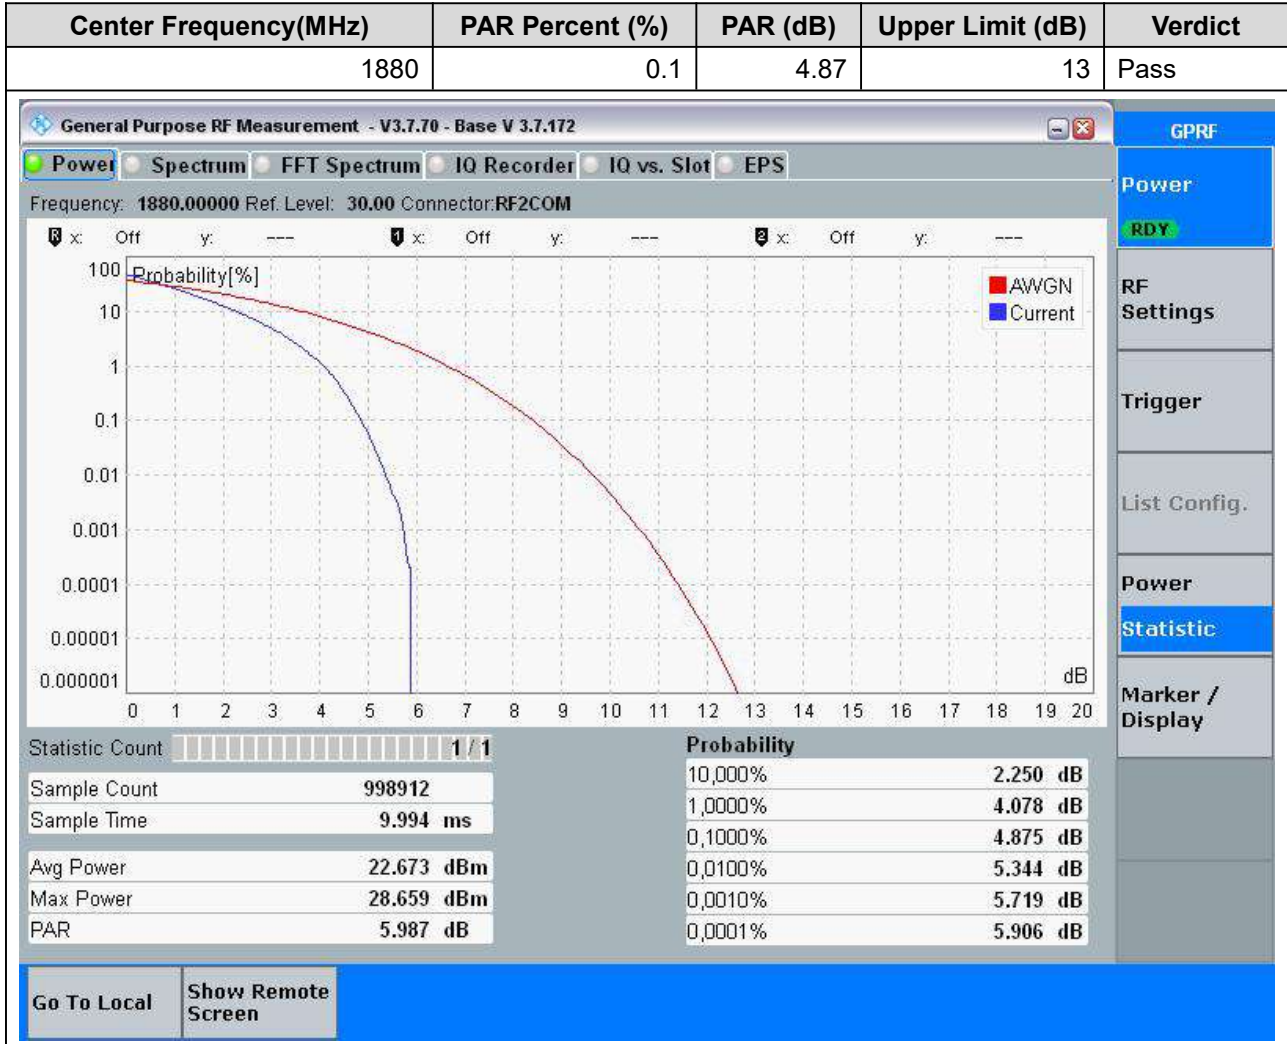 Center Frequency(MHz) PAR Percent (%) PAR (dB) Upper Limit (dB) Verdict
1880 0.1 4.87 13 Pass
General Purpose RF Measurement - V3.7.70 - Base V 3.7.172
GPRF
Power Spectrum FFT Spectrum IQ Recorder IQ vs. Slot EPS
Frequency: 1880.00000 Ref. Level: 30.00 Connector:RF2COM
R x: Off y: --- 1 x: Off y: --- 2 x: Off y: ---
Probability[%]
AWGN
Current
100
10
1
0.1
0.01
0.001
0.0001
0.00001
0.000001
dB
0 1 2 3 4 5 6 7 8 9 10 11 12 13 14 15 16 17 18 19 20
Statistic Count 1 / 1
Sample Count 998912
Sample Time 9.994 ms
Avg Power 22.673 dBm
Max Power 28.659 dBm
PAR 5.987 dB
Probability
10,000% 2.250 dB
1,0000% 4.078 dB
0,1000% 4.875 dB
0,0100% 5.344 dB
0,0010% 5.719 dB
0,0001% 5.906 dB
Power
RDY
RF
Settings
Trigger
List Config.
Power
Statistic
Marker /
Display
Go To Local
Show Remote
Screen